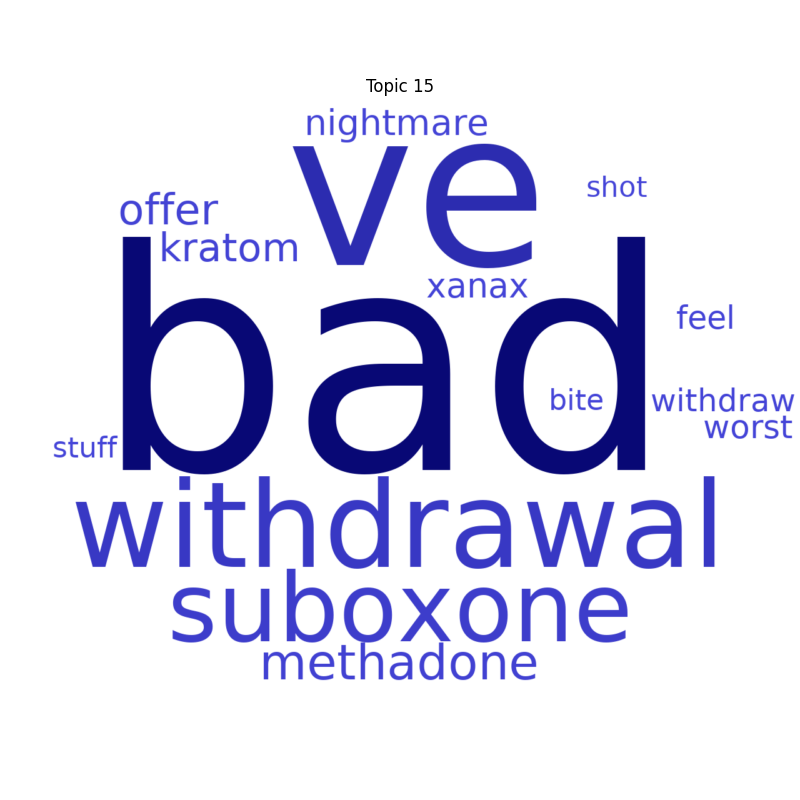 Topic 15
nightmare
ve
shot
offer
kratom
xanax
feel
bad
bite
withdraw
worst
stuff
withdrawal
suboxone
methadone